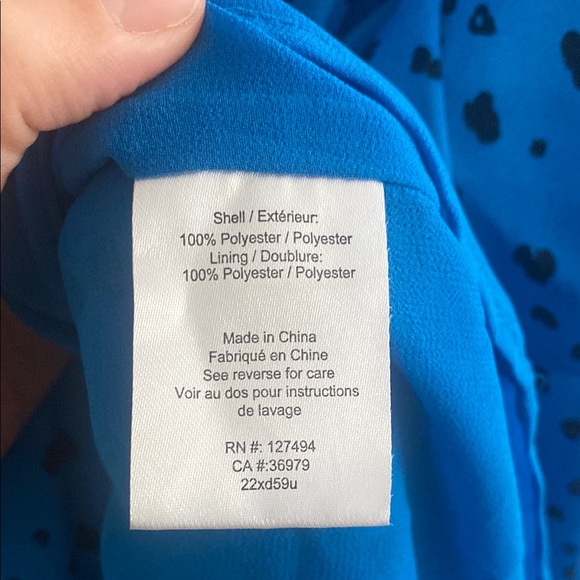 Shell / Extérieur:
100% Polyester / Polyester
Lining / Doublure:
100% Polyester / Polyester
Made in China
Fabriqué en Chine
See reverse for care
Voir au dos pour instructions
de lavage
RN #: 127494
CA #:36979
22xd59u